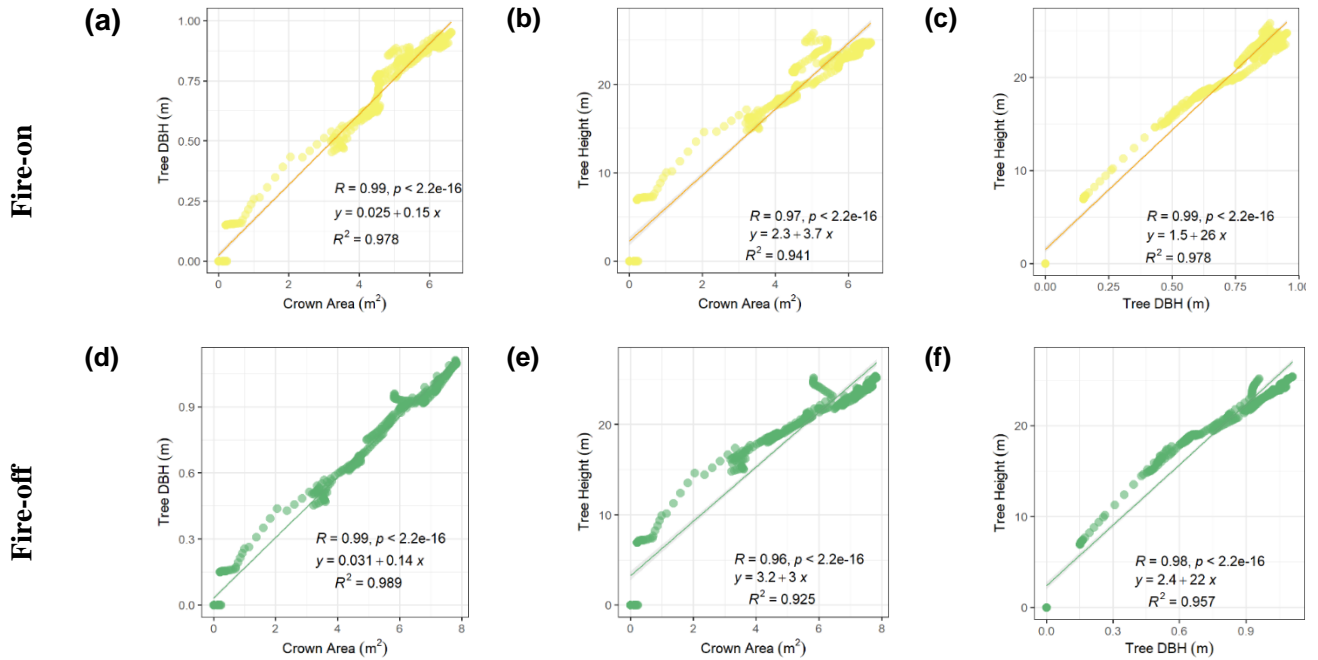 Fire-on
(a)
1.00
0.75
0.50
0.25
0.00
Tree DBH (m)
R = 0.99, p < 2.2e-16
y = 0.025 + 0.15 x
R² = 0.978
0 2 4 6
Crown Area (m²)
(b)
20
10
0
Tree Height (m)
R = 0.97, p < 2.2e-16
y = 2.3 + 3.7 x
R² = 0.941
0 2 4 6
Crown Area (m²)
(c)
20
10
0
Tree Height (m)
R = 0.99, p < 2.2e-16
y = 1.5 + 26 x
R² = 0.978
0.00 0.25 0.50 0.75 1.00
Tree DBH (m)
Fire-off
(d)
0.9
0.6
0.3
0.0
Tree DBH (m)
R = 0.99, p < 2.2e-16
y = 0.031 + 0.14 x
R² = 0.989
0 2 4 6 8
Crown Area (m²)
(e)
20
10
0
Tree Height (m)
R = 0.96, p < 2.2e-16
y = 3.2 + 3 x
R² = 0.925
0 2 4 6 8
Crown Area (m²)
(f)
20
10
0
Tree Height (m)
R = 0.98, p < 2.2e-16
y = 2.4 + 22 x
R² = 0.957
0.0 0.3 0.6 0.9
Tree DBH (m)